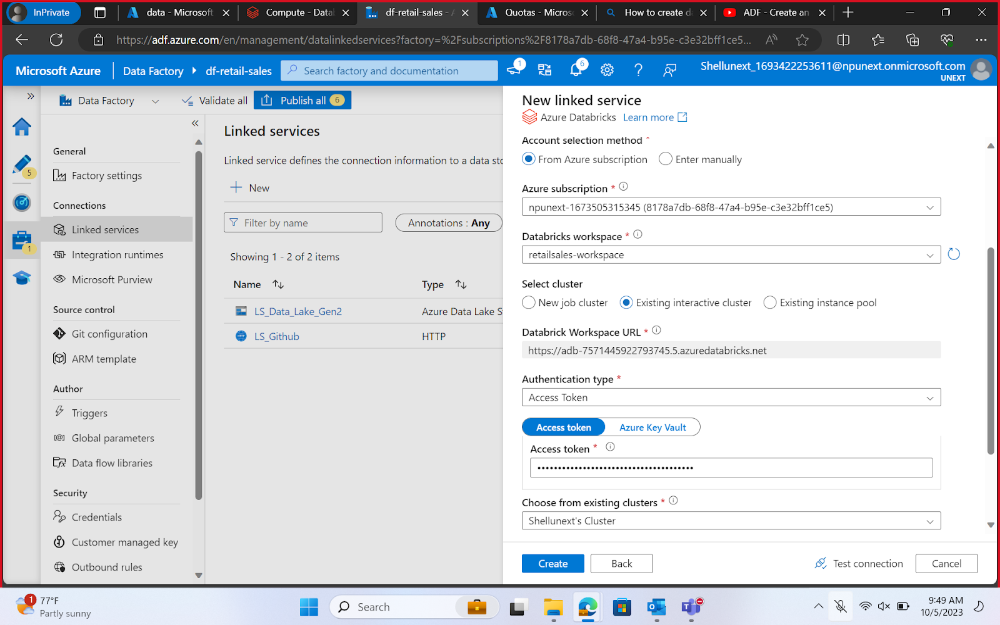 InPrivate
data - Microsoft
Compute - Data
df-retail-sales -
Quotas - Micros
How to create d
ADF - Create an
https://adf.azure.com/en/management/datalinkedservices?factory=%2Fsubscriptions%2F8178a7db-68f8-47a4-b95e-c3e32bff1ce5...
Microsoft Azure
Data Factory
df-retail-sales
Search factory and documentation
1
6
Shellunext_1693422253611@npunext.onmicrosoft.com
UNEXT
Data Factory
Validate all
Publish all 6
5
1
General
Factory settings
Connections
Linked services
Integration runtimes
Microsoft Purview
Source control
Git configuration
ARM template
Author
Triggers
Global parameters
Data flow libraries
Security
Credentials
Customer managed key
Outbound rules
Linked services
Linked service defines the connection information to a data sto
New
Filter by name
Annotations : Any
Showing 1 - 2 of 2 items
Name
Type
LS_Data_Lake_Gen2
Azure Data Lake S
HTTP
LS_Github
HTTP
New linked service
Azure Databricks Learn more
Account selection method *
From Azure subscription
Enter manually
Azure subscription *
npunext-1673505315345 (8178a7db-68f8-47a4-b95e-c3e32bff1ce5)
Databricks workspace *
retailsales-workspace
Select cluster
New job cluster
Existing interactive cluster
Existing instance pool
Databrick Workspace URL *
https://adb-7571445922793745.5.azuredatabricks.net
Authentication type *
Access Token
Access token
Azure Key Vault
Access token *
••••••••••••••••••••••••••••••••••••••
Choose from existing clusters *
Shellunext's Cluster
Create
Back
Test connection
Cancel
1
77°F
Partly sunny
Search
9:49 AM
10/5/2023